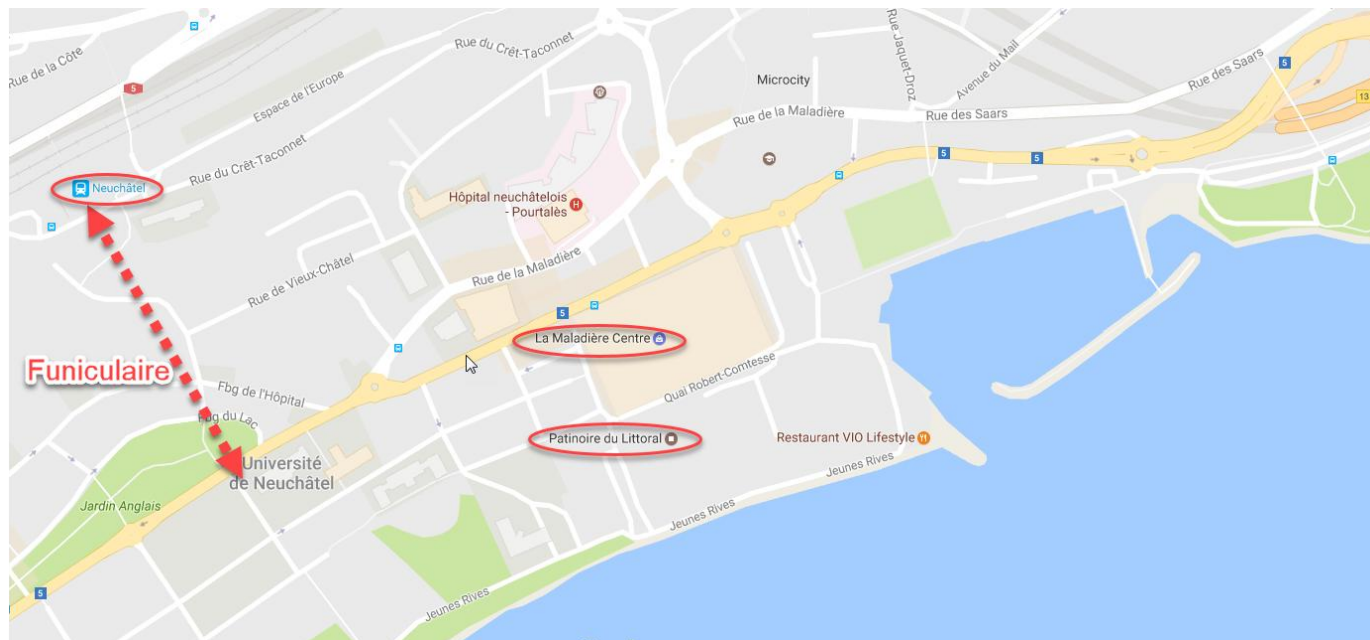 Rue de la Côte
5
Espace de l'Europe
Rue du Crêt-Taconnet
Rue du Crêt-Taconnet
Neuchâtel
Microcity
Rue Jaquet-Droz
Avenue du Mail
Rue des Saars
5
13
Rue de la Maladière
Rue des Saars
5
5
5
Hôpital neuchâtelois
- Pourtalès
H
Rue de Vieux-Châtel
Rue de la Maladière
5
La Maladière Centre
Funiculaire
Fbg de l'Hôpital
Fbg du Lac
Quai Robert-Comtesse
Patinoire du Littoral
Restaurant VIO Lifestyle
Université
de Neuchâtel
Jardin Anglais
Jeunes Rives
Jeunes Rives
Jeunes Rives
5